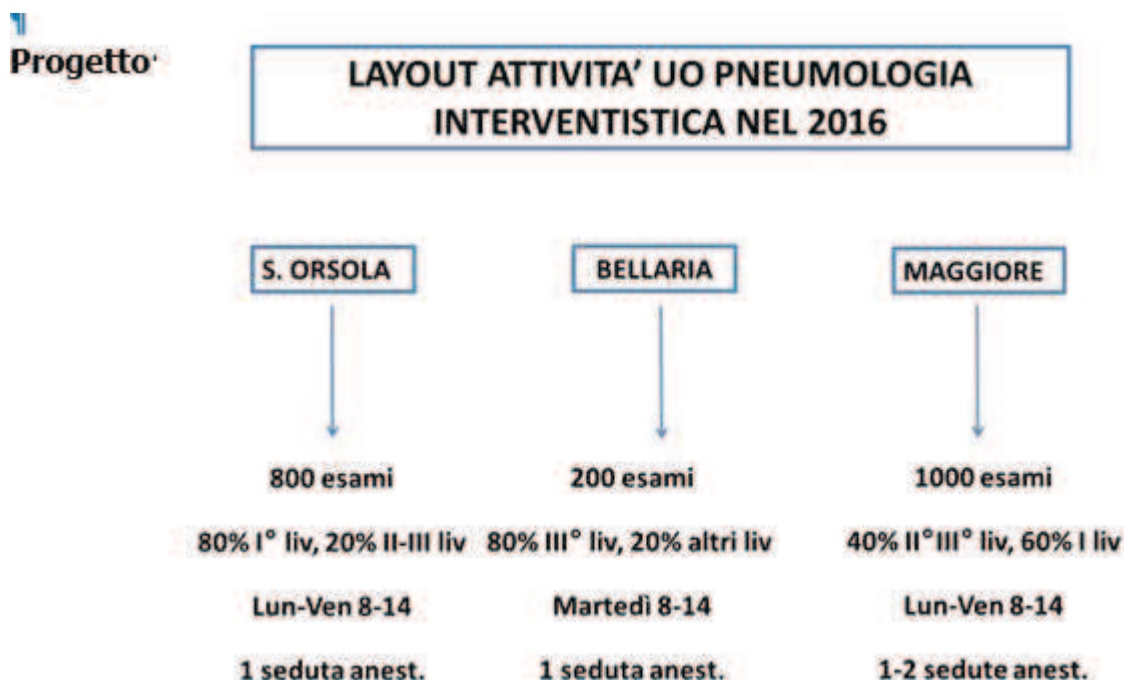 ¶
Progetto
LAYOUT ATTIVITA’ UO PNEUMOLOGIA
INTERVENTISTICA NEL 2016
S. ORSOLA
BELLARIA
MAGGIORE
800 esami
200 esami
1000 esami
80% I° liv, 20% II-III liv
80% III° liv, 20% altri liv
40% II°III° liv, 60% I liv
Lun-Ven 8-14
Martedì 8-14
Lun-Ven 8-14
1 seduta anest.
1 seduta anest.
1-2 sedute anest.